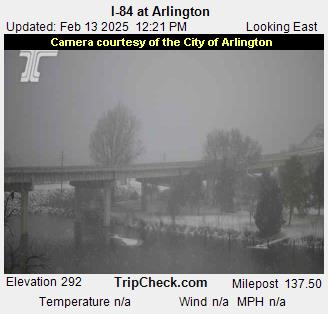 I-84 at Arlington
Updated: Feb 13 2025 12:21 PM Looking East
Camera courtesy of the City of Arlington
Elevation 292 TripCheck.com Milepost 137.50
Temperature n/a Wind n/a MPH n/a